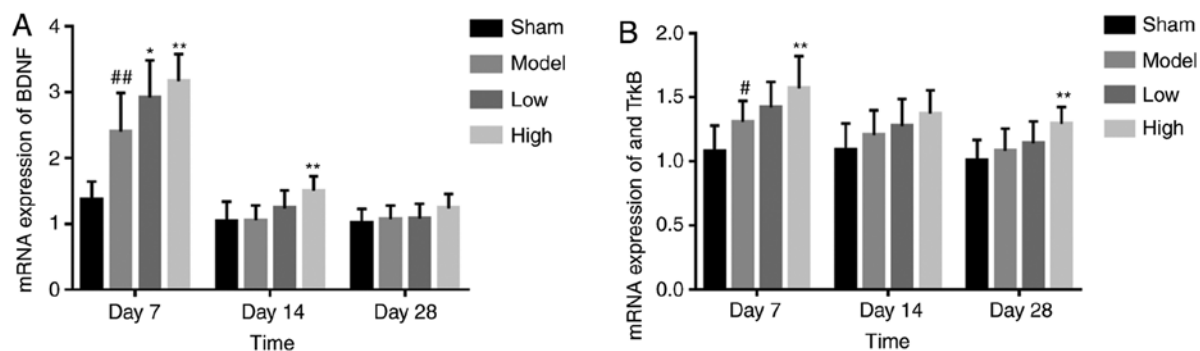 A
mRNA expression of BDNF
4
3
2
1
0
##
*
**
**
Day 7
Day 14
Day 28
Time
Sham
Model
Low
High
B
mRNA expression of and TrkB
2.0
1.5
1.0
0.5
0.0
#
**
**
Day 7
Day 14
Day 28
Time
Sham
Model
Low
High